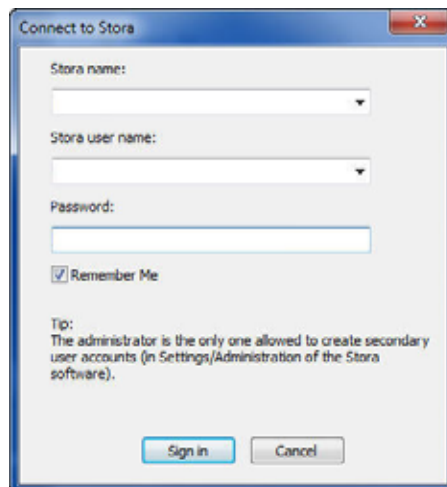 Connect to Stora
Stora name:
Stora user name:
Password:
Remember Me
Tip:
The administrator is the only one allowed to create secondary
user accounts (in Settings/Administration of the Stora
software).
Sign in
Cancel